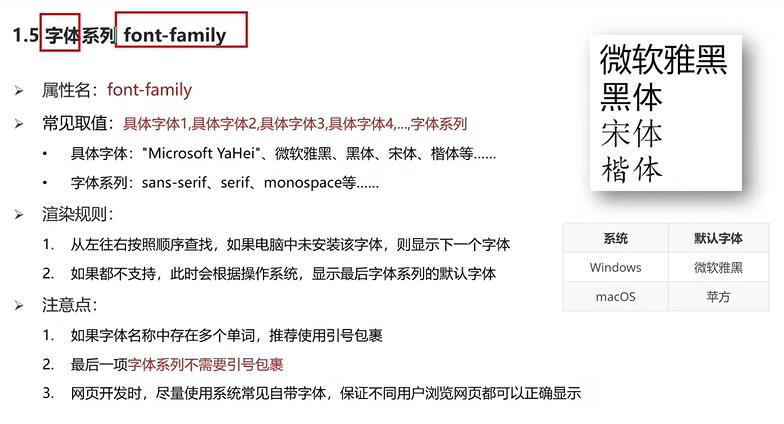 1.5 字体系列 font-family
属性名：font-family
常见取值：具体字体1,具体字体2,具体字体3,具体字体4,...,字体系列
• 具体字体："Microsoft YaHei"、微软雅黑、黑体、宋体、楷体等……
• 字体系列：sans-serif、serif、monospace等……
渲染规则：
1. 从左往右按照顺序查找，如果电脑中未安装该字体，则显示下一个字体
2. 如果都不支持，此时会根据操作系统，显示最后字体系列的默认字体
注意点：
1. 如果字体名称中存在多个单词，推荐使用引号包裹
2. 最后一项字体系列不需要引号包裹
3. 网页开发时，尽量使用系统常见自带字体，保证不同用户浏览网页都可以正确显示
微软雅黑
黑体
宋体
楷体
系统 默认字体
Windows 微软雅黑
macOS 苹方